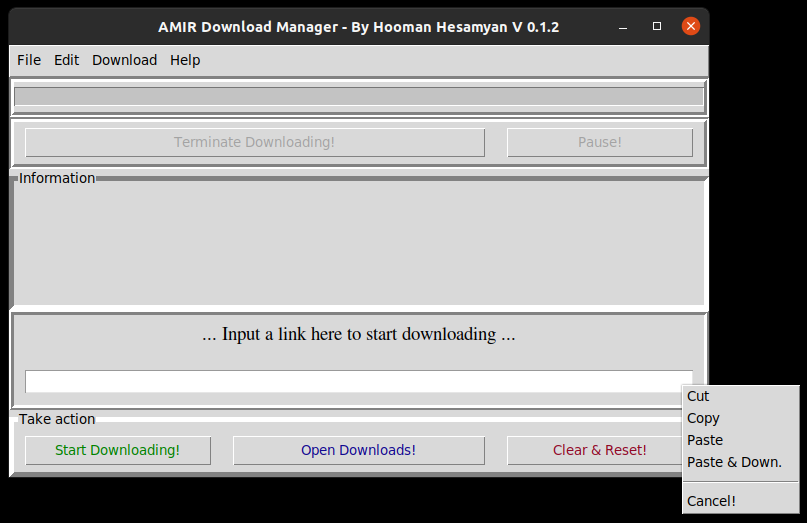 AMIR Download Manager - By Hooman Hesamyan V 0.1.2
File Edit Download Help
Terminate Downloading! Pause!
Information
... Input a link here to start downloading ...
Take action
Start Downloading! Open Downloads! Clear & Reset!
Cut
Copy
Paste
Paste & Down.
Cancel!